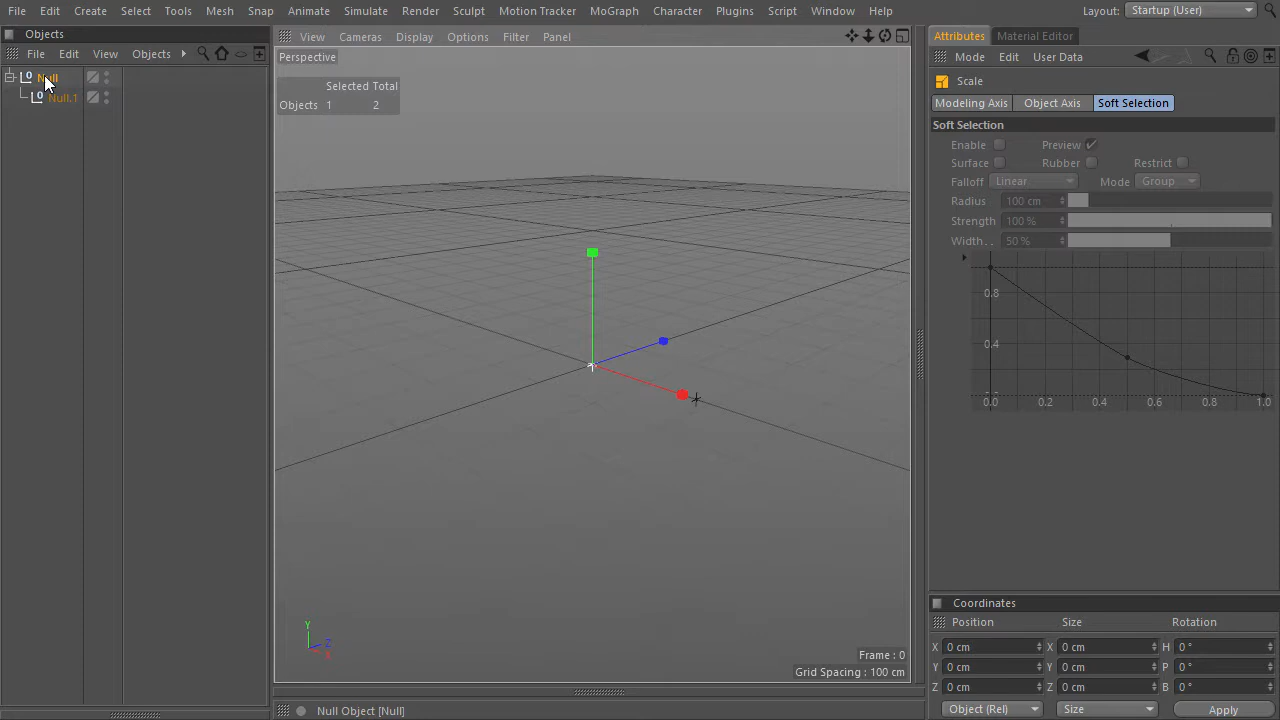 File Edit Create Select Tools Mesh Snap Animate Simulate Render Sculpt Motion Tracker MoGraph Character Plugins Script Window Help Layout: Startup (User)
Objects
File Edit View Objects
Null
Null.1
View Cameras Display Options Filter Panel
Perspective
Selected Total
Objects 1 2
Y
Z
X
Frame : 0
Grid Spacing : 100 cm
Null Object [Null]
Attributes Material Editor
Mode Edit User Data
Scale
Modeling Axis Object Axis Soft Selection
Soft Selection
Enable Preview
Surface Rubber Restrict
Falloff Linear Mode Group
Radius 100 cm
Strength 100 %
Width. . 50 %
0.8
0.4
0.0 0.2 0.4 0.6 0.8 1.0
Coordinates
Position Size Rotation
X 0 cm X 0 cm H 0 °
Y 0 cm Y 0 cm P 0 °
Z 0 cm Z 0 cm B 0 °
Object (Rel) Size Apply